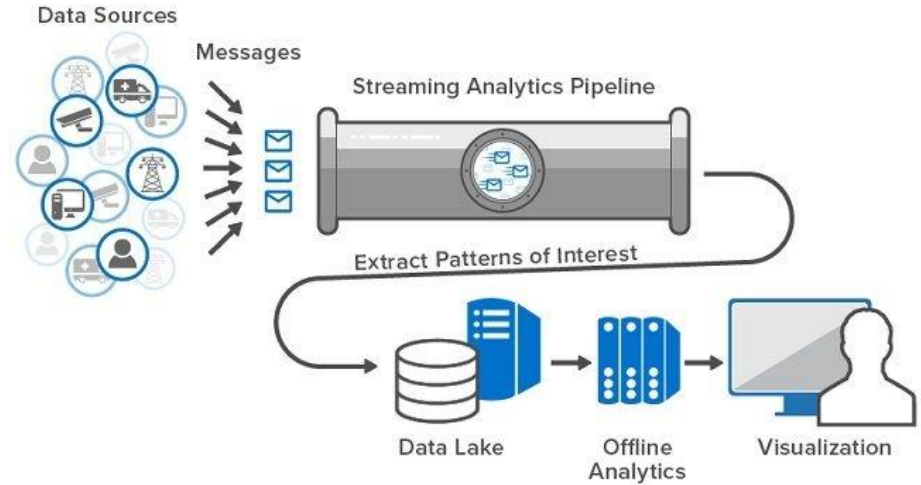 Data Sources
Messages
Streaming Analytics Pipeline
Extract Patterns of Interest
Data Lake
Offline
Analytics
Visualization